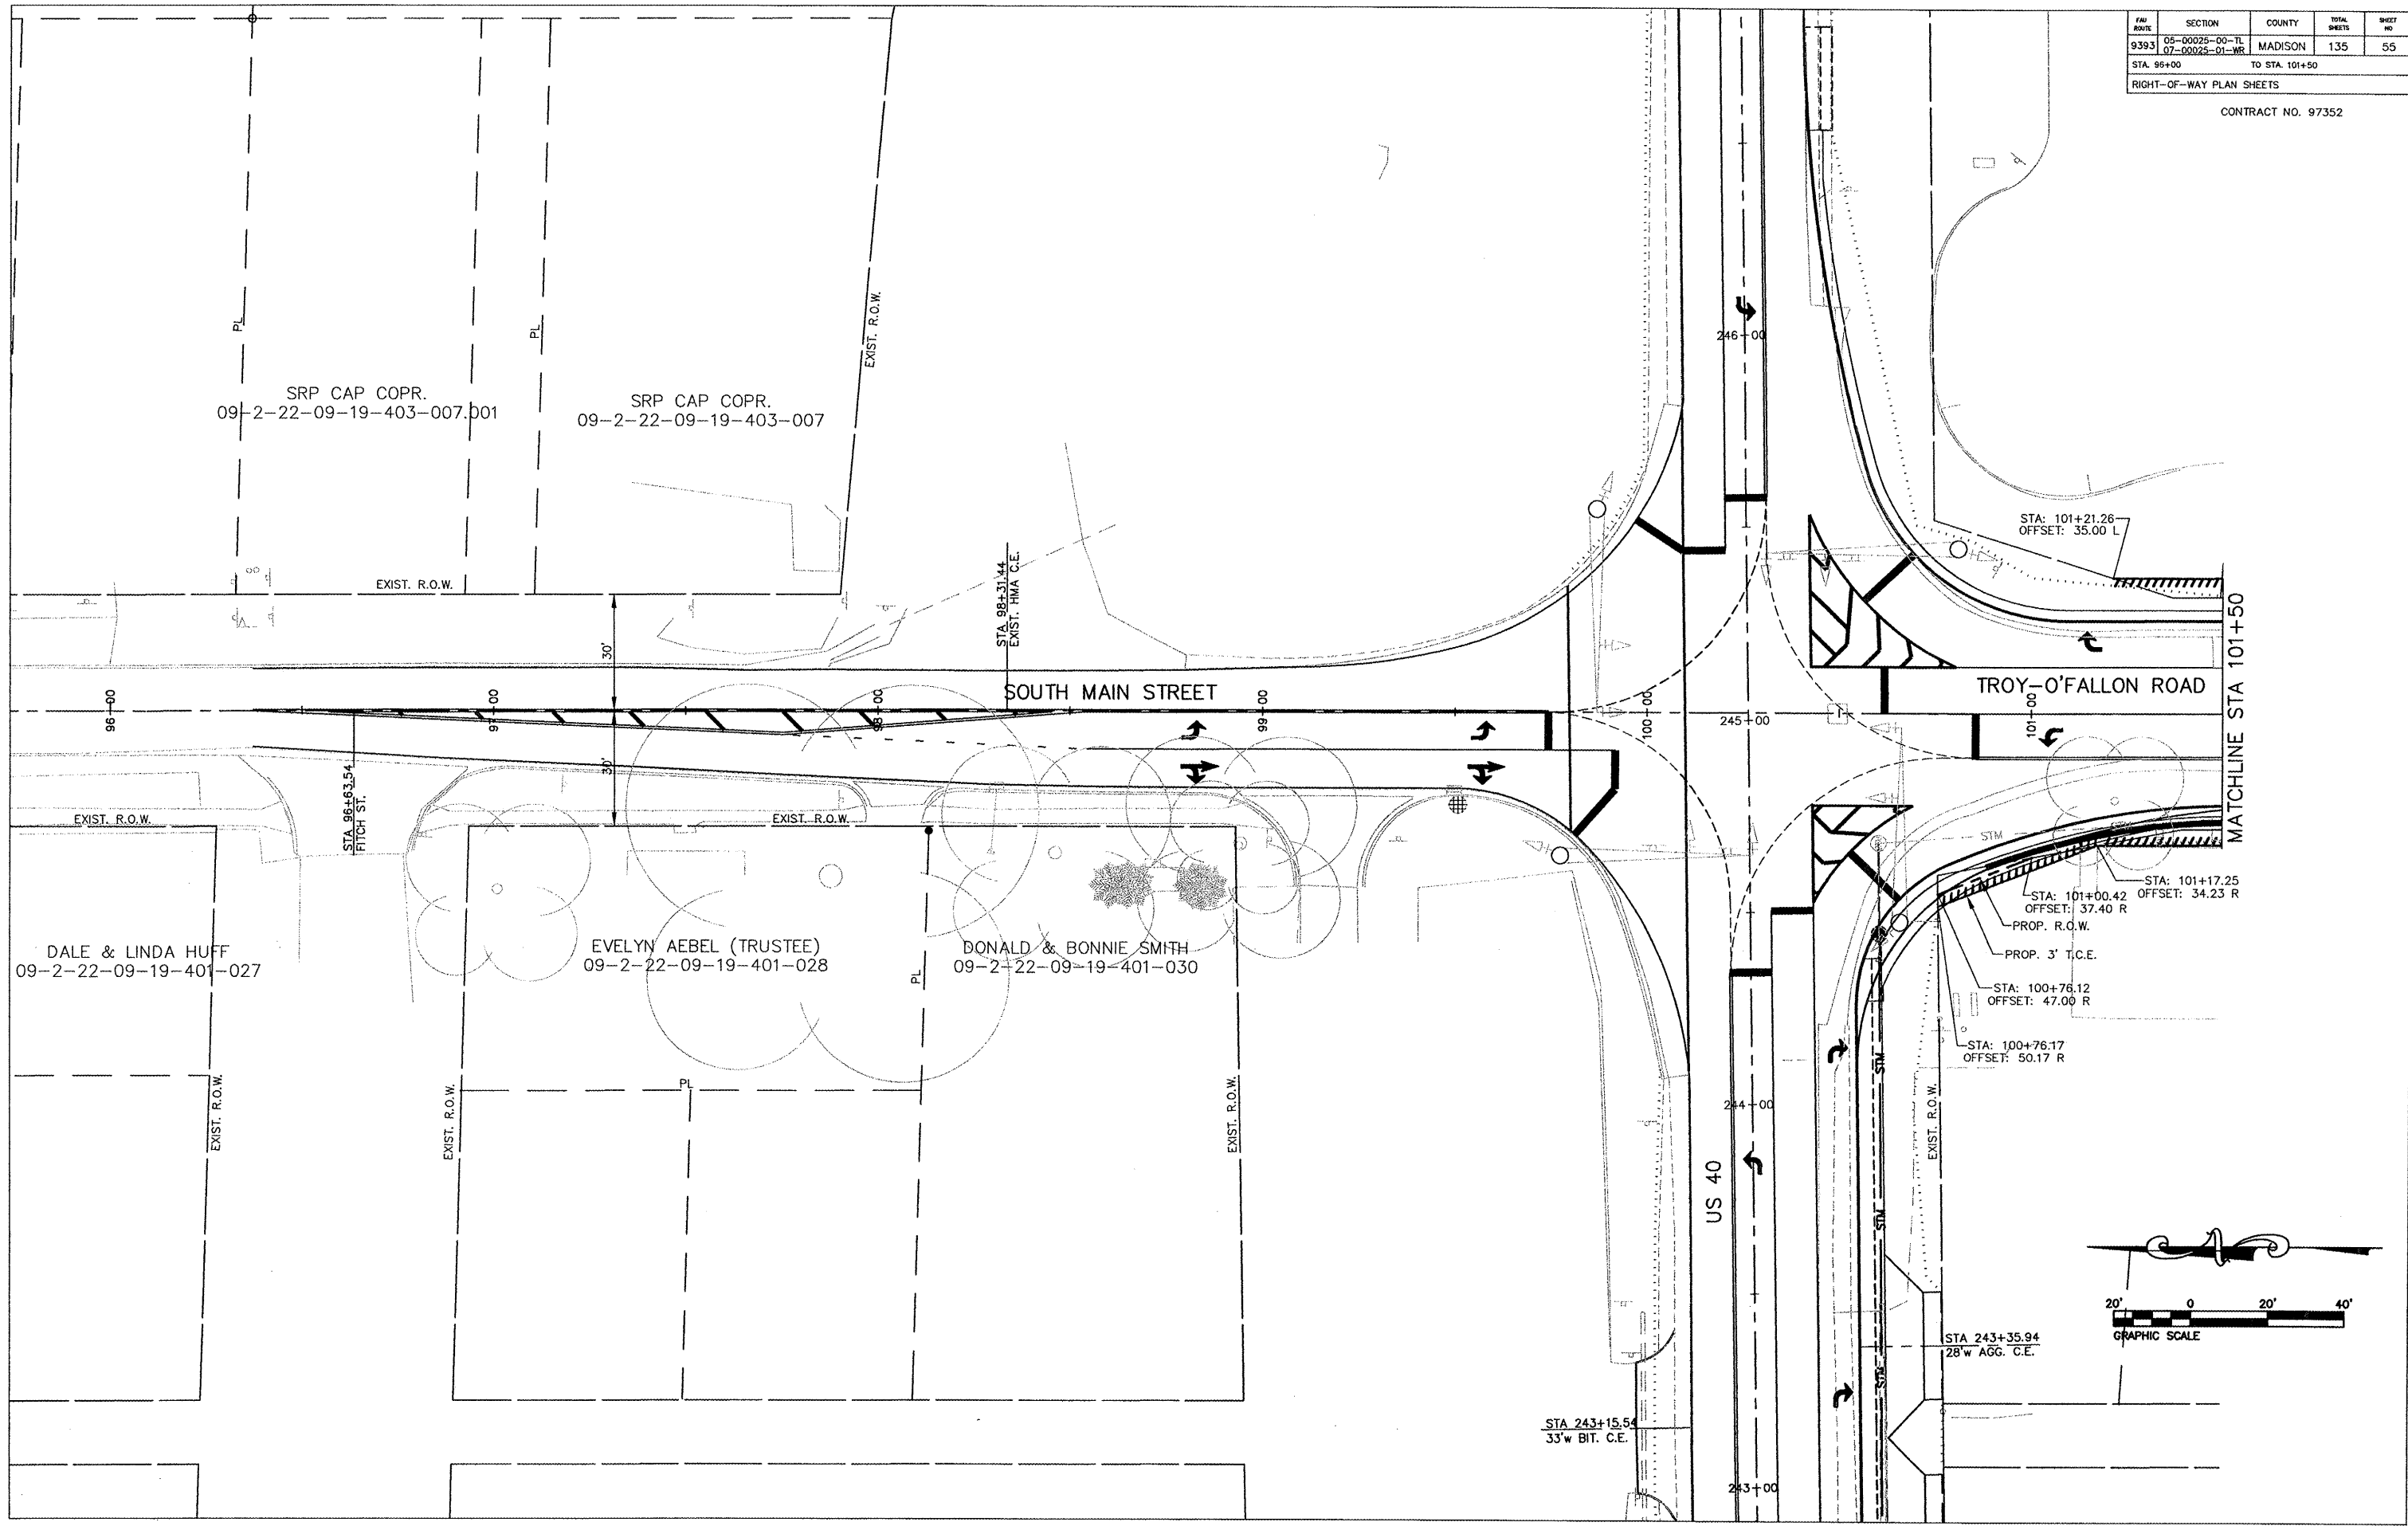 FAU ROUTE
SECTION
COUNTY
TOTAL SHEETS
SHEET NO
9393
05-00025-00-TL
07-00025-01-WR
MADISON
135
55
STA. 96+00 TO STA. 101+50
RIGHT-OF-WAY PLAN SHEETS
CONTRACT NO. 97352
PL
PL
EXIST. R.O.W.
246+00
SRP CAP COPR.
09-2-22-09-19-403-007.001
SRP CAP COPR.
09-2-22-09-19-403-007
EXIST. R.O.W.
STA 98+31.44
EXIST. HMA C.E.
STA: 101+21.26
OFFSET: 35.00 L
30'
SOUTH MAIN STREET
TROY-O'FALLON ROAD
MATCHLINE STA 101+50
96+00
97+00
98+00
99+00
100+00
245+00
101+00
30'
STA 96+63.54
FITCH ST.
EXIST. R.O.W.
EXIST. R.O.W.
STM
STA: 101+17.25
OFFSET: 34.23 R
STA: 101+00.42
OFFSET: 37.40 R
PROP. R.O.W.
PROP. 3' T.C.E.
STA: 100+76.12
OFFSET: 47.00 R
STA: 100+76.17
OFFSET: 50.17 R
DALE & LINDA HUFF
09-2-22-09-19-401-027
EVELYN AEBEL (TRUSTEE)
09-2-22-09-19-401-028
DONALD & BONNIE SMITH
09-2-22-09-19-401-030
PL
PL
EXIST. R.O.W.
EXIST. R.O.W.
EXIST. R.O.W.
EXIST. R.O.W.
244+00
US 40
STM
STM
STM
20' 0 20' 40'
GRAPHIC SCALE
STA 243+35.94
28'w AGG. C.E.
STA 243+15.54
33'w BIT. C.E.
243+00